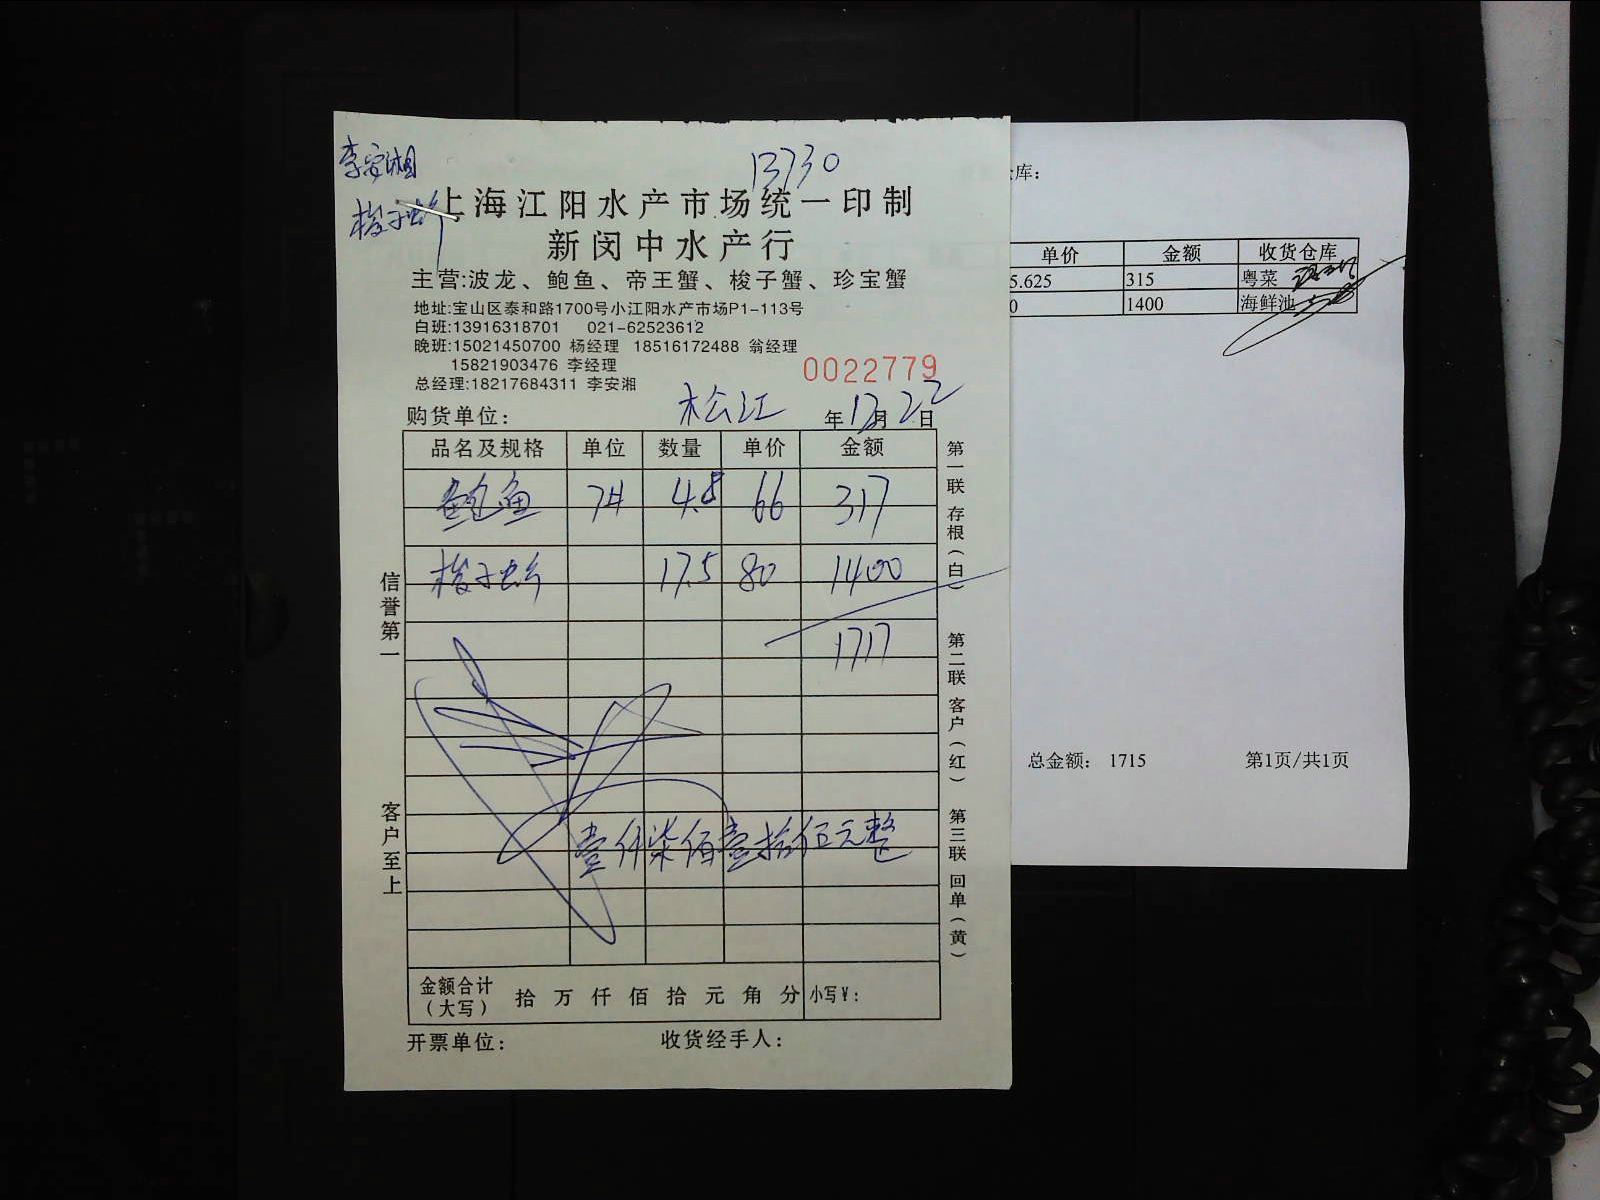 李安湘
13730
梭子蟹
上海江阳水产市场统一印制
新闵中水产行
主营:波龙、鲍鱼、帝王蟹、梭子蟹、珍宝蟹
地址:宝山区泰和路1700号小江阳水产市场P1-113号
白班:13916318701 021-62523612
晚班:15021450700 杨经理 18516172488 翁经理
15821903476 李经理
总经理:18217684311 李安湘
0022779
购货单位: 松江 年12月22日
品名及规格 单位 数量 单价 金额
鲍鱼 7# 4.8 66 317
梭子蟹 17.5 80 1400
1717
壹仟柒佰壹拾伍元整
金额合计（大写） 拾 万 仟 佰 拾 元 角 分 小写¥:
开票单位: 收货经手人:
信誉第一
客户至上
第一联 存根（白）
第二联 客户（红）
第三联 回单（黄）
库:
单价 金额 收货仓库
5.625 315 粤菜
0 1400 海鲜池
总金额: 1715 第1页/共1页